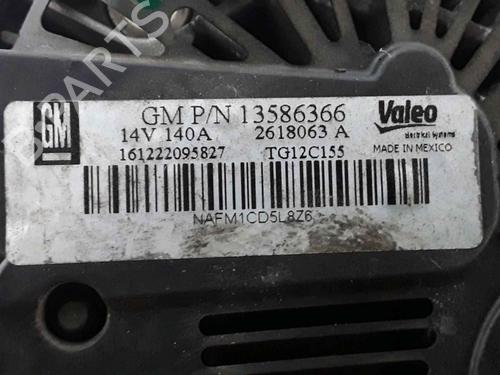 GM GM P/N 13586366 Valeo
14V 140A 2618063 A Electrical Systems
161222095827 TG12C155 MADE IN MEXICO
NAFM1CD5L8Z6